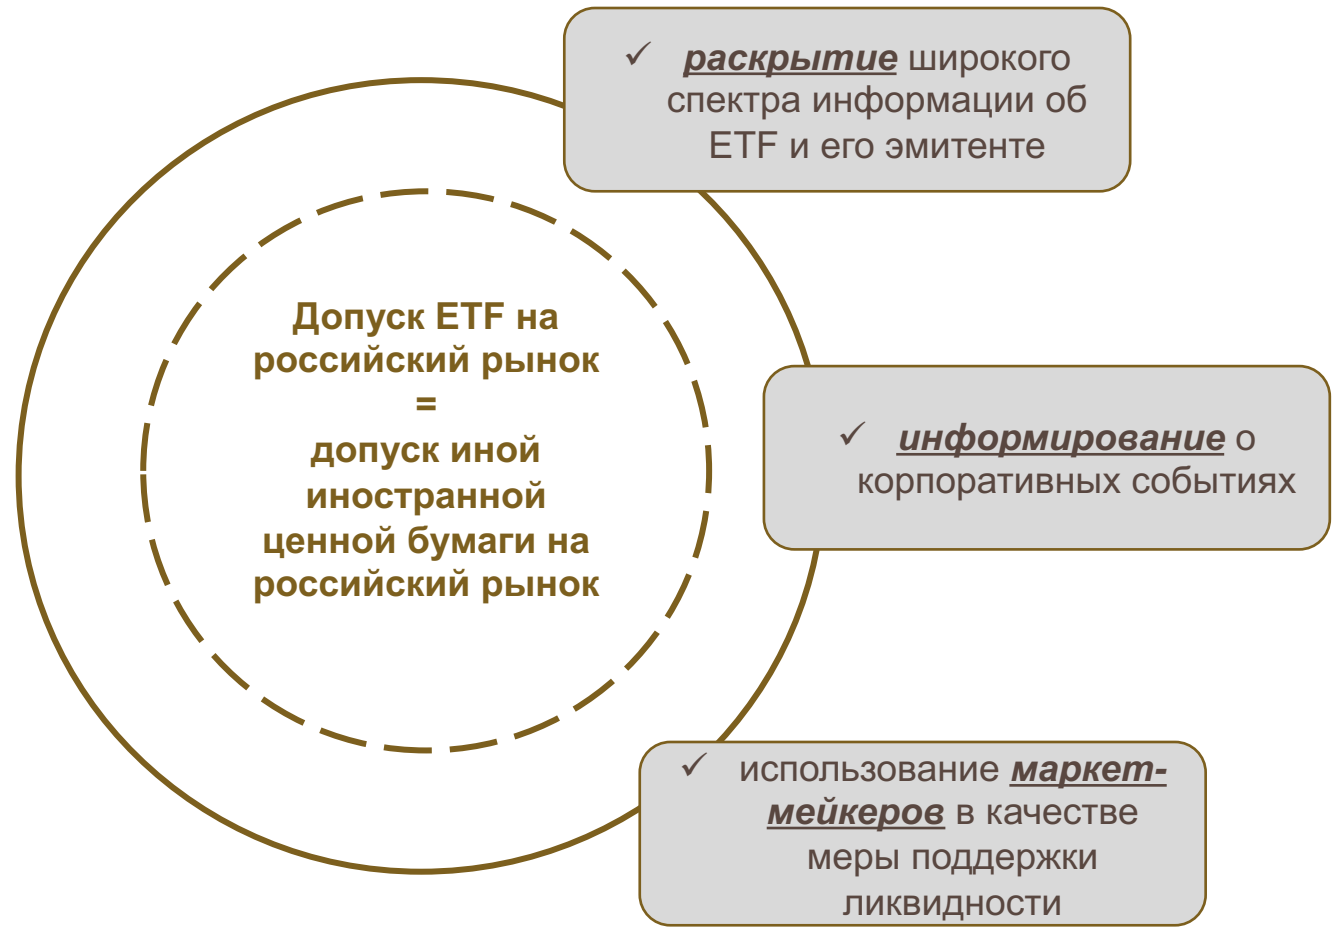 ✓ раскрытие широкого
спектра информации об
ETF и его эмитенте
Допуск ETF на
российский рынок
=
допуск иной
иностранной
ценной бумаги на
российский рынок
✓ информирование о
корпоративных событиях
✓ использование маркет-
мейкеров в качестве
меры поддержки
ликвидности